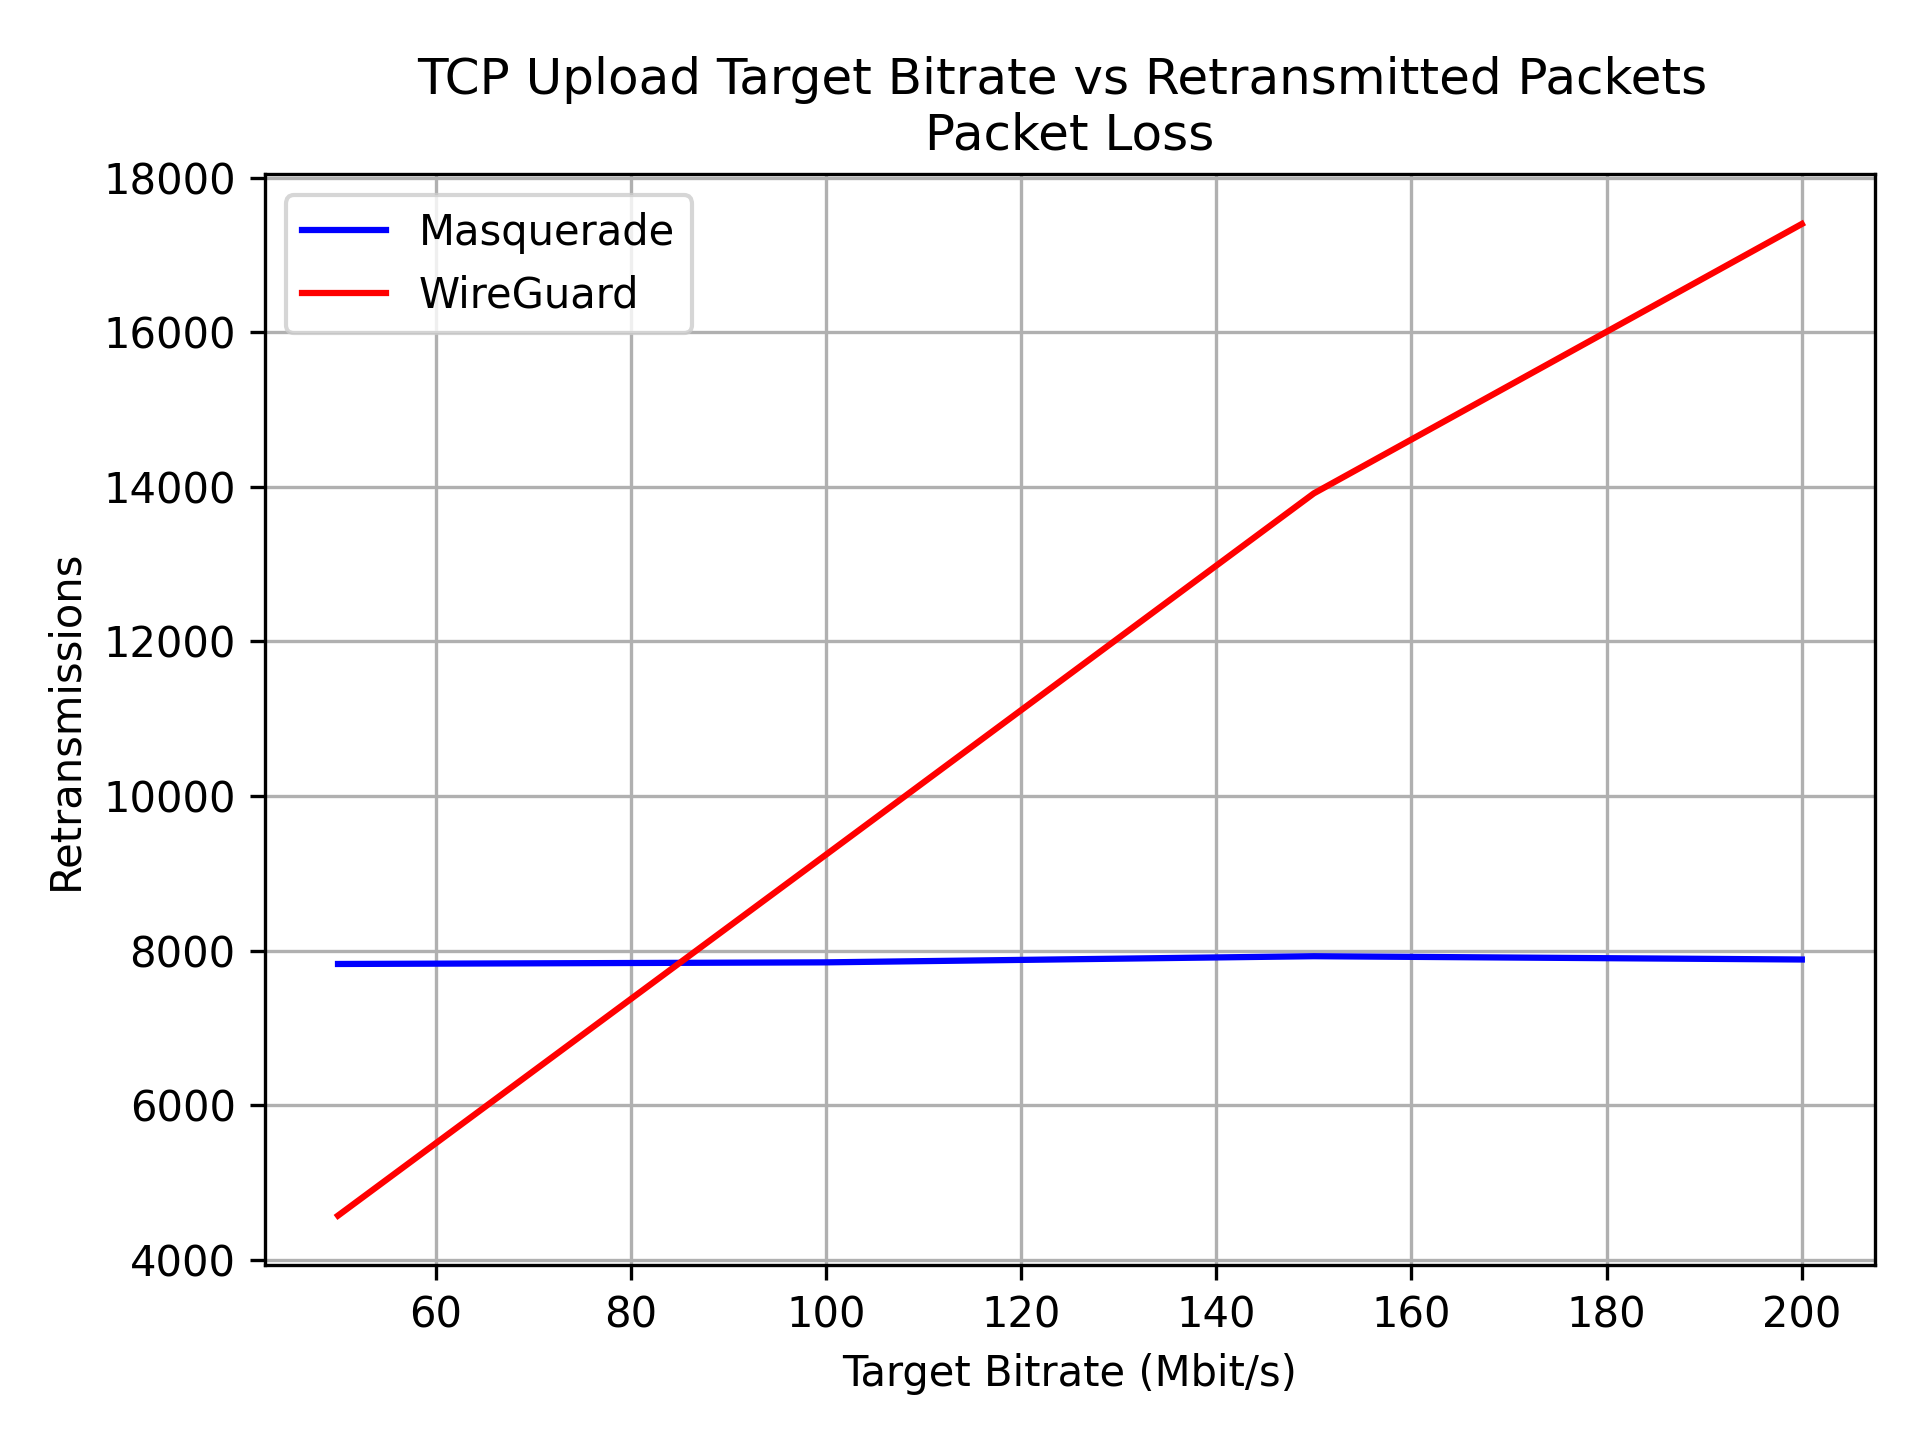 TCP Upload Target Bitrate vs Retransmitted Packets
Packet Loss
Masquerade
WireGuard
Retransmissions
18000
16000
14000
12000
10000
8000
6000
4000
60 80 100 120 140 160 180 200
Target Bitrate (Mbit/s)